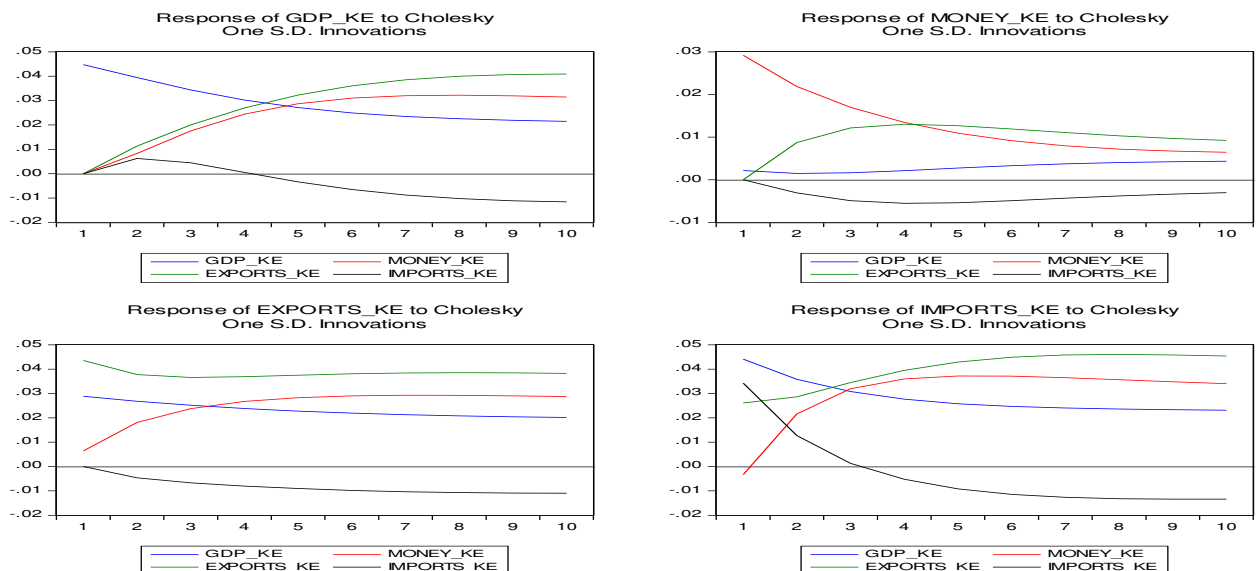 Response of GDP_KE to Cholesky
One S.D. Innovations
.05
.04
.03
.02
.01
.00
-.01
-.02
1 2 3 4 5 6 7 8 9 10
GDP_KE MONEY_KE
EXPORTS_KE IMPORTS_KE
Response of MONEY_KE to Cholesky
One S.D. Innovations
.03
.02
.01
.00
-.01
1 2 3 4 5 6 7 8 9 10
GDP_KE MONEY_KE
EXPORTS_KE IMPORTS_KE
Response of EXPORTS_KE to Cholesky
One S.D. Innovations
.05
.04
.03
.02
.01
.00
-.01
-.02
1 2 3 4 5 6 7 8 9 10
GDP_KE MONEY_KE
EXPORTS_KE IMPORTS_KE
Response of IMPORTS_KE to Cholesky
One S.D. Innovations
.05
.04
.03
.02
.01
.00
-.01
-.02
1 2 3 4 5 6 7 8 9 10
GDP_KE MONEY_KE
EXPORTS_KE IMPORTS_KE